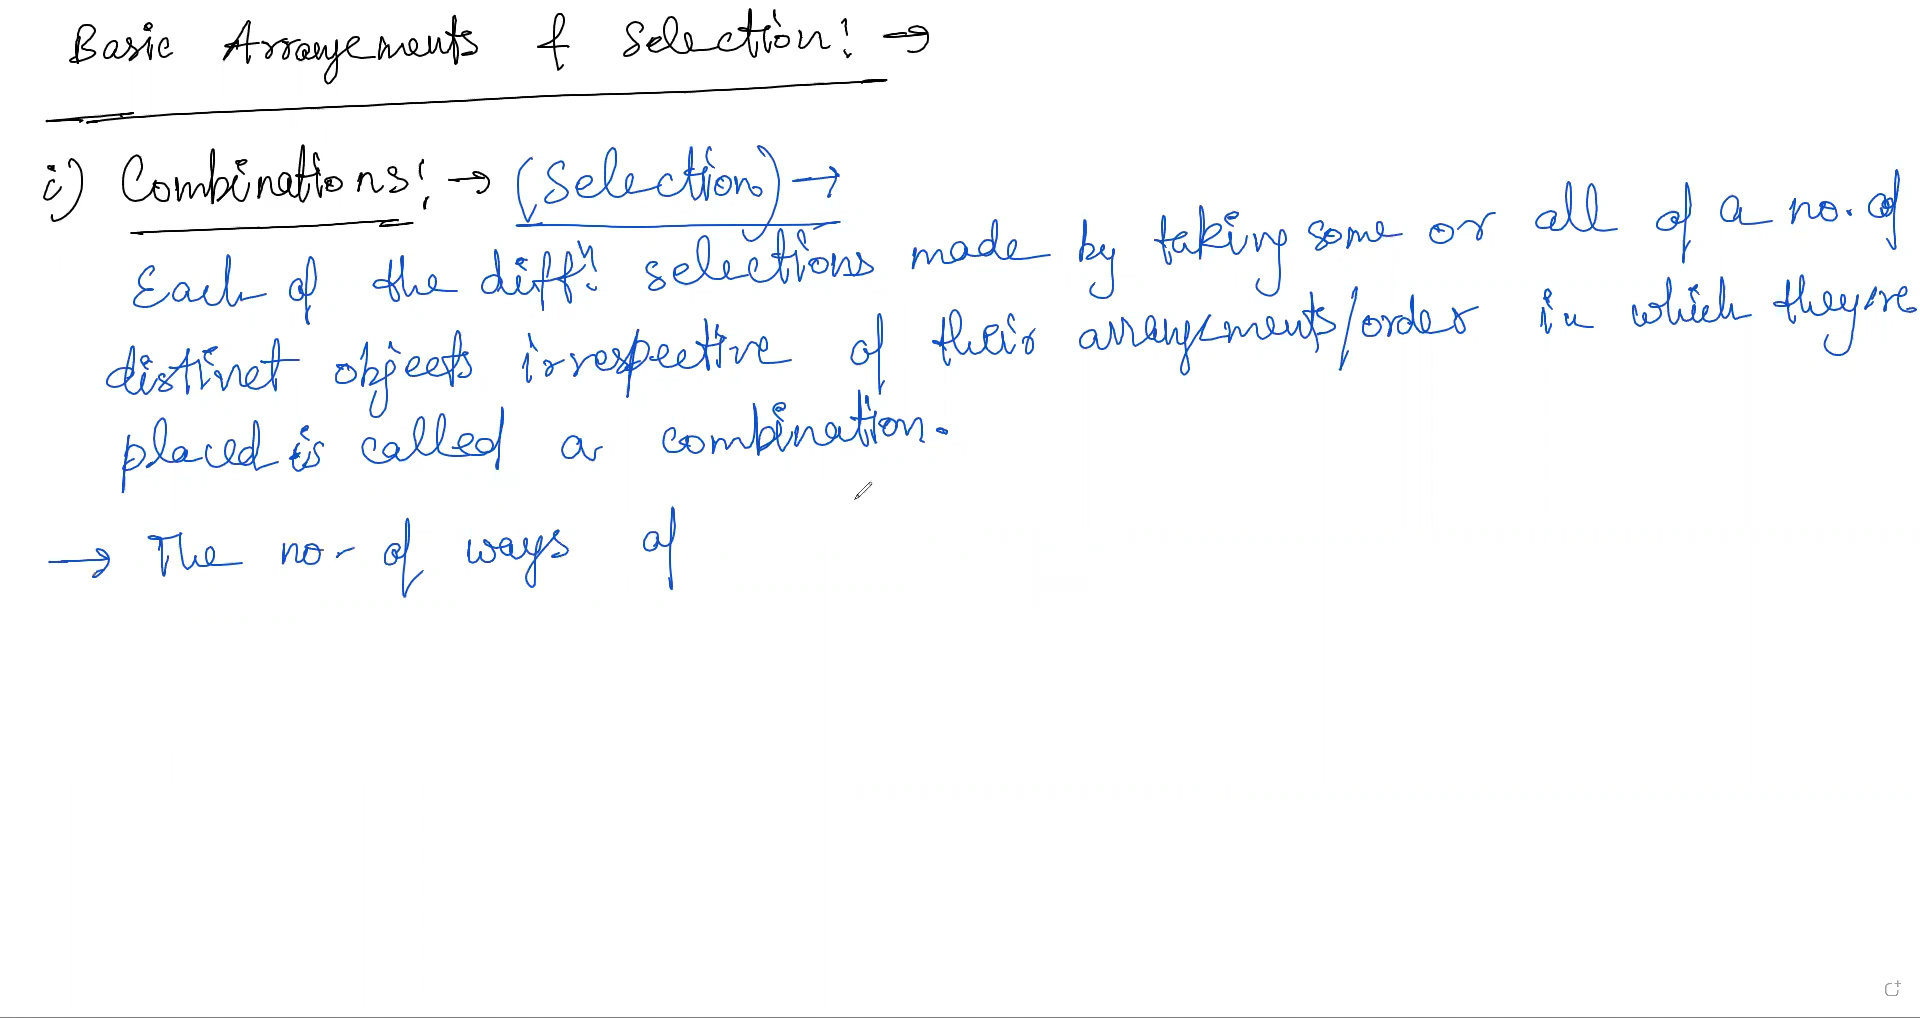 Basic Arrangements & Selection: →
i) Combinations: → (Selection) →
Each of the diffn. selections made by taking some or all of a no. of
distinct objects irrespective of their arrangements/order in which they're
placed is called a combination.
→ The no. of ways of